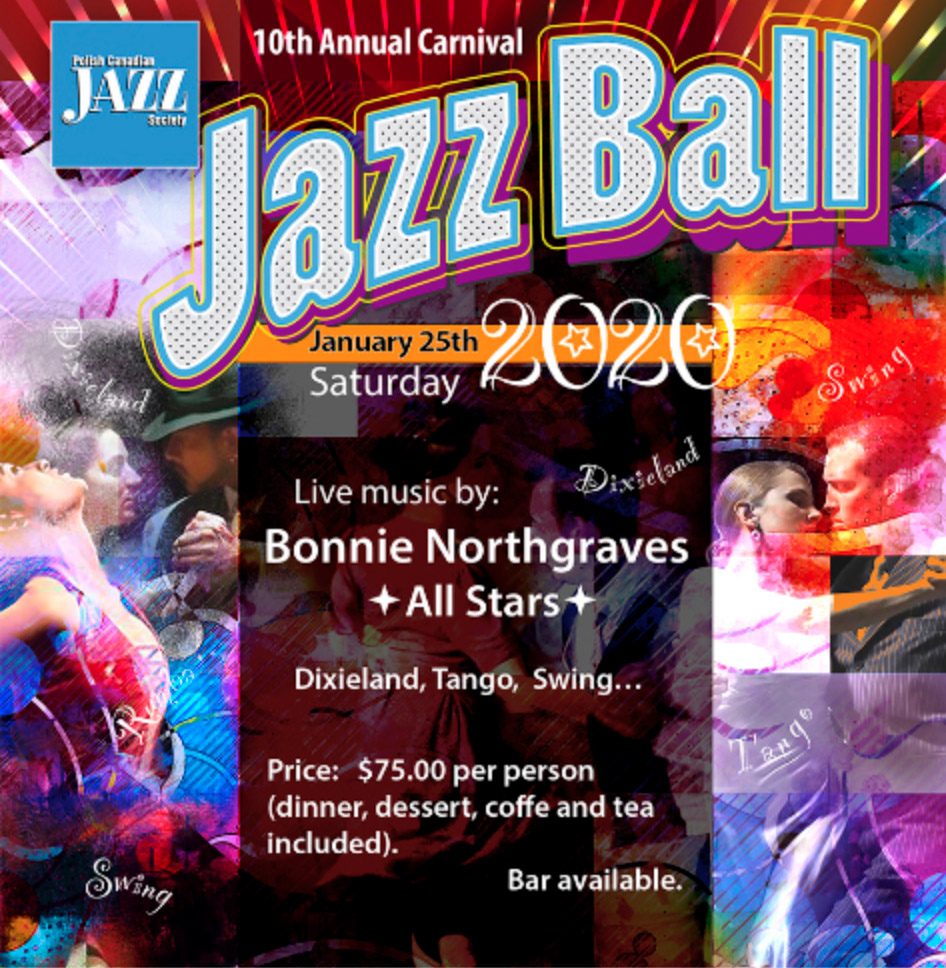 Polish Canadian
JAZZ
Society
10th Annual Carnival
Jazz Ball
January 25th 2020
Saturday
Dixieland
Swing
Dixieland
Live music by:
Bonnie Northgraves
All Stars
Dixieland, Tango, Swing...
Tango
Price: $75.00 per person
(dinner, dessert, coffe and tea
included).
Bar available.
Swing